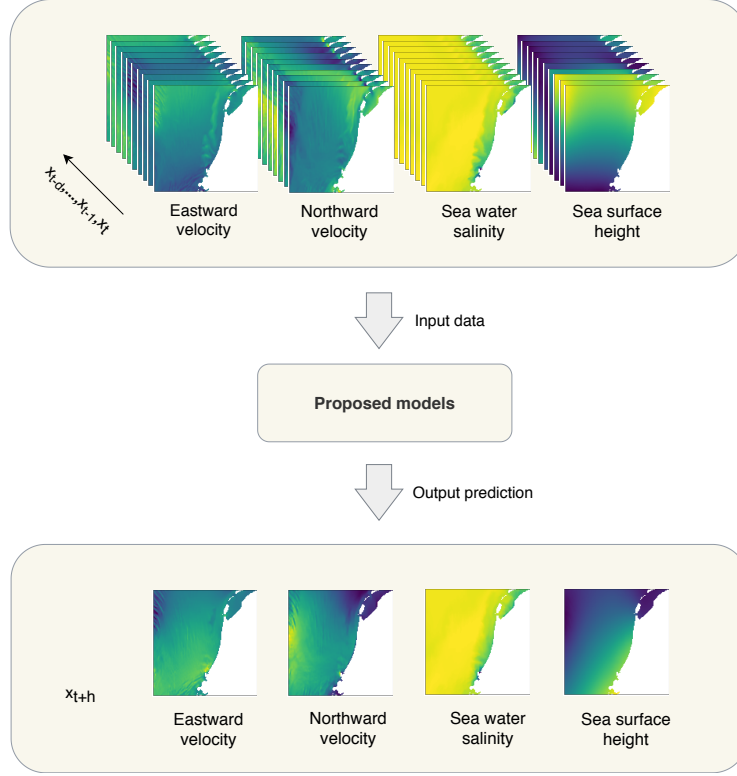 x_{t-d},...,x_{t-1},x_t
Eastward
velocity
Northward
velocity
Sea water
salinity
Sea surface
height
Input data
Proposed models
Output prediction
x_{t+h}
Eastward
velocity
Northward
velocity
Sea water
salinity
Sea surface
height